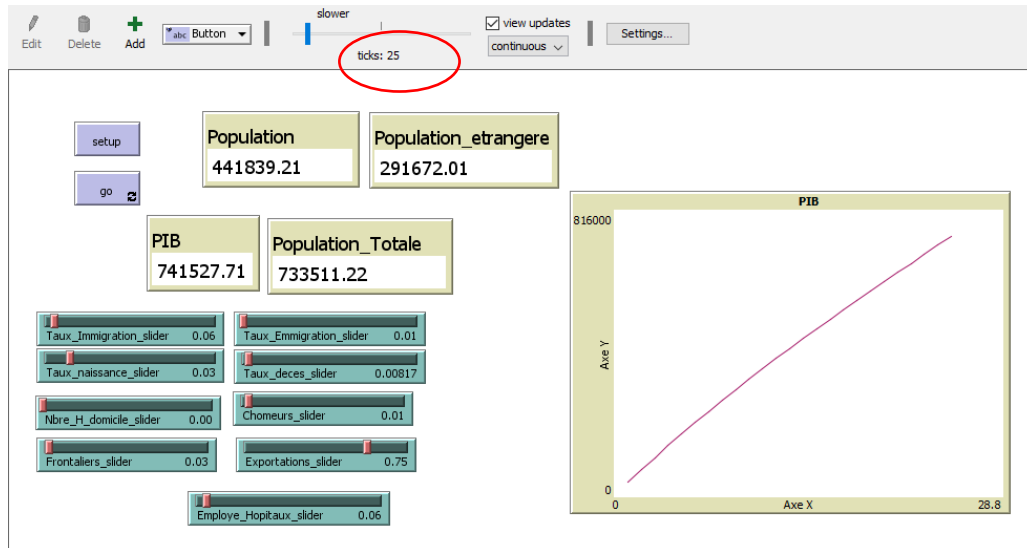 slower
Edit Delete Add abc Button view updates Settings...
continuous
ticks: 25
setup
go
Population
441839.21
Population_etrangere
291672.01
PIB
741527.71
Population_Totale
733511.22
Taux_Immigration_slider 0.06
Taux_Emmigration_slider 0.01
Taux_naissance_slider 0.03
Taux_deces_slider 0.00817
Nbre_H_domicile_slider 0.00
Chomeurs_slider 0.01
Frontaliers_slider 0.03
Exportations_slider 0.75
Employe_Hopitaux_slider 0.06
PIB
816000
Axe Y
0
0 Axe X 28.8